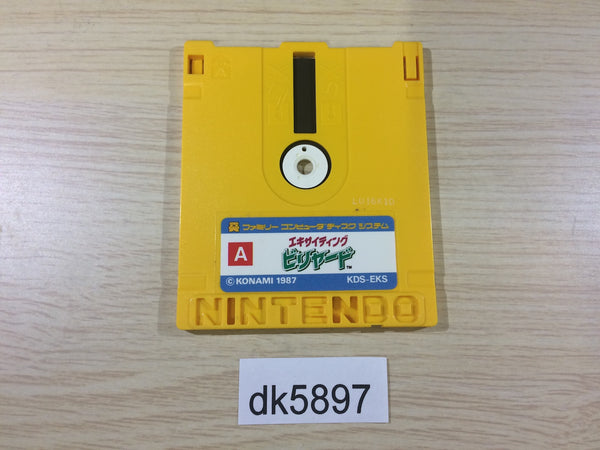 ファミリー コンピュータ ディスク システム
A
エキサイティング
ビリヤード™
©KONAMI 1987 KDS-EKS
NINTENDO
dk5897